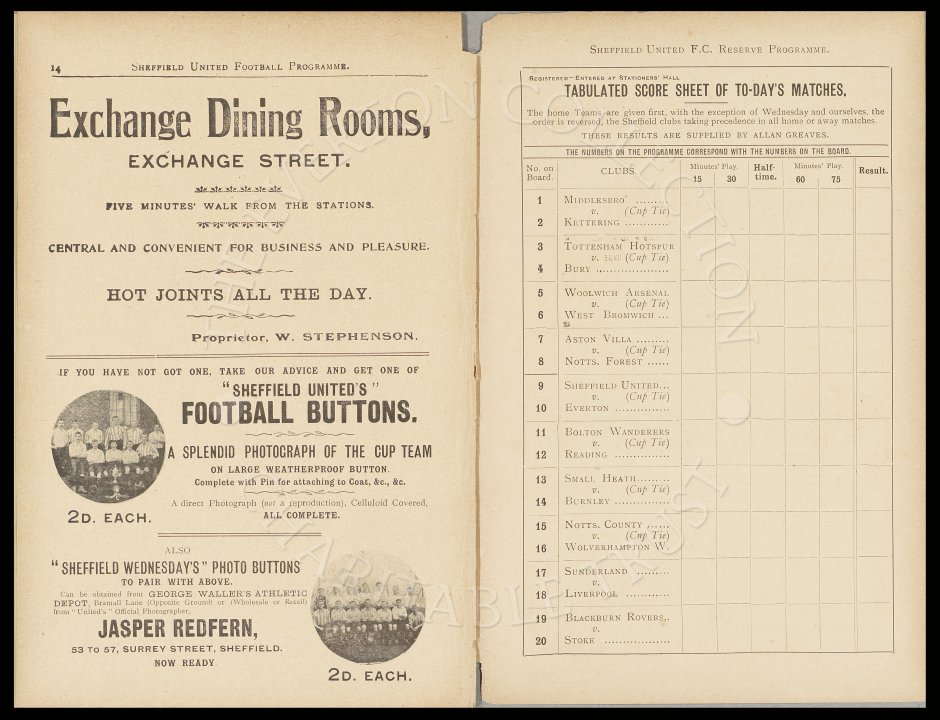 14 SHEFFIELD UNITED FOOTBALL PROGRAMME.
Exchange Dining Rooms,
EXCHANGE STREET.
FIVE MINUTES' WALK FROM THE STATIONS.
CENTRAL AND CONVENIENT FOR BUSINESS AND PLEASURE.
HOT JOINTS ALL THE DAY.
Proprietor, W. STEPHENSON.
IF YOU HAVE NOT GOT ONE, TAKE OUR ADVICE AND GET ONE OF
"SHEFFIELD UNITED'S"
FOOTBALL BUTTONS.
A SPLENDID PHOTOGRAPH OF THE CUP TEAM
ON LARGE WEATHERPROOF BUTTON.
Complete with Pin for attaching to Coat, &c., &c.
A direct Photograph (not a reproduction), Celluloid Covered,
ALL COMPLETE.
2D. EACH.
ALSO
"SHEFFIELD WEDNESDAY'S" PHOTO BUTTONS
TO PAIR WITH ABOVE.
Can be obtained from GEORGE WALLER'S ATHLETIC
DEPOT, Bramall Lane (Opposite Ground) or (Wholesale or Retail)
from "United's" Official Photographer,
JASPER REDFERN,
53 TO 57, SURREY STREET, SHEFFIELD.
NOW READY
2D. EACH.
SHEFFIELD UNITED F.C. RESERVE PROGRAMME.
REGISTERED—ENTERED AT STATIONERS' HALL
TABULATED SCORE SHEET OF TO-DAY'S MATCHES,
The home Teams are given first, with the exception of Wednesday and ourselves, the
order is reversed, the Sheffield clubs taking precedence in all home or away matches.
THESE RESULTS ARE SUPPLIED BY ALLAN GREAVES.
THE NUMBERS ON THE PROGRAMME CORRESPOND WITH THE NUMBERS ON THE BOARD.
No. on Board. CLUBS. Minutes' Play. 15 30 Half-time. Minutes' Play. 60 75 Result.
1 MIDDLESBRO' .........
v. (Cup Tie)
2 KETTERING ............
3 TOTTENHAM HOTSPUR
v. (Cup Tie)
4 BURY ...................
5 WOOLWICH ARSENAL
v. (Cup Tie)
6 WEST BROMWICH ...
7 ASTON VILLA .........
v. (Cup Tie)
8 NOTTS. FOREST ......
9 SHEFFIELD UNITED...
v. (Cup Tie)
10 EVERTON ...............
11 BOLTON WANDERERS
v. (Cup Tie)
12 READING ...............
13 SMALL HEATH.........
v. (Cup Tie)
14 BURNLEY ...............
15 NOTTS. COUNTY ......
v. (Cup Tie)
16 WOLVERHAMPTON W.
17 SUNDERLAND .........
v.
18 LIVERPOOL ............
19 BLACKBURN ROVERS..
v.
20 STOKE ..................
THE EVERTON COLLECTION CHARITABLE TRUST